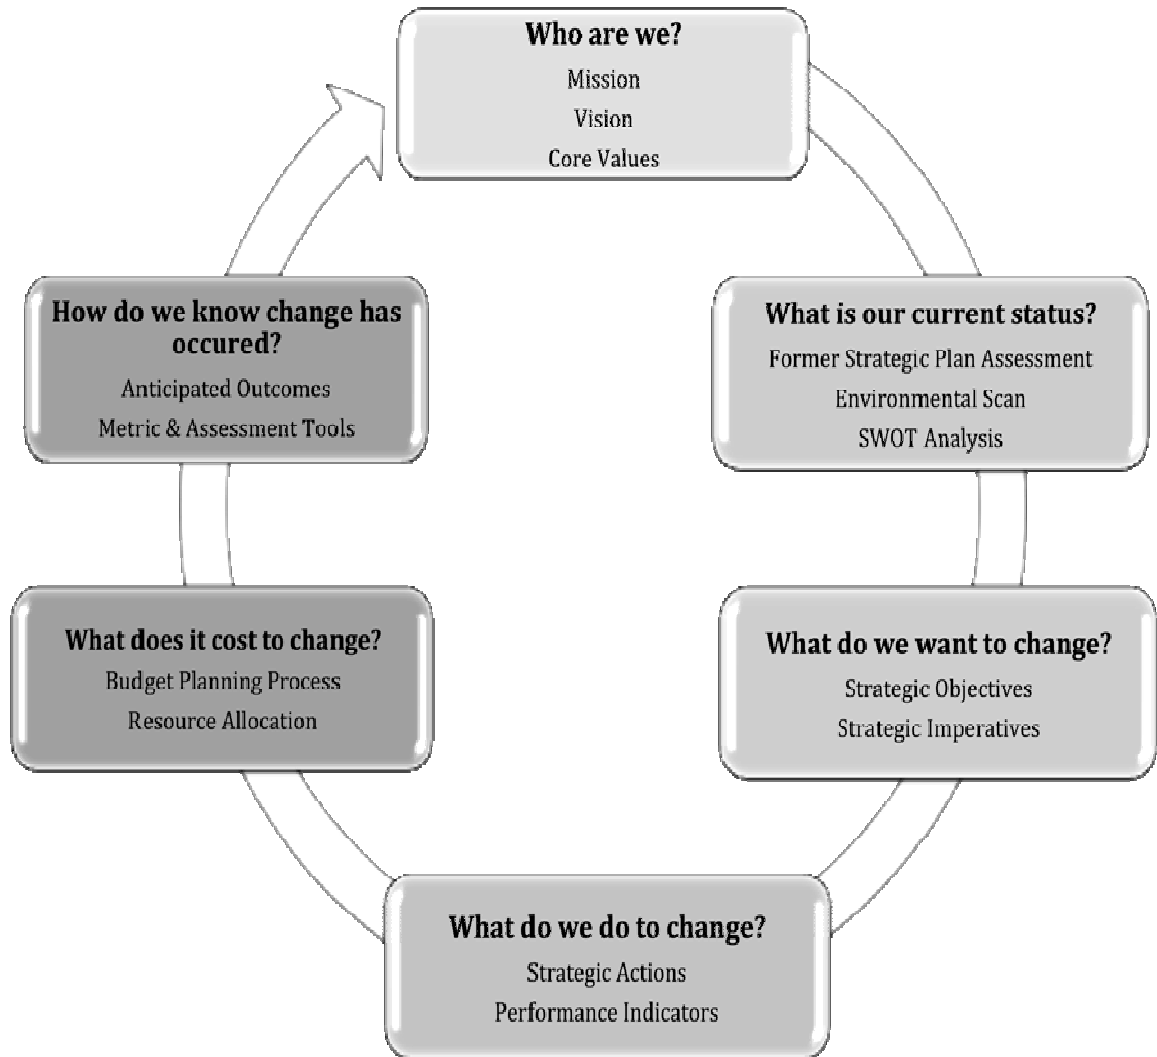 Who are we?
Mission
Vision
Core Values
What is our current status?
Former Strategic Plan Assessment
Environmental Scan
SWOT Analysis
What do we want to change?
Strategic Objectives
Strategic Imperatives
What do we do to change?
Strategic Actions
Performance Indicators
What does it cost to change?
Budget Planning Process
Resource Allocation
How do we know change has
occured?
Anticipated Outcomes
Metric & Assessment Tools